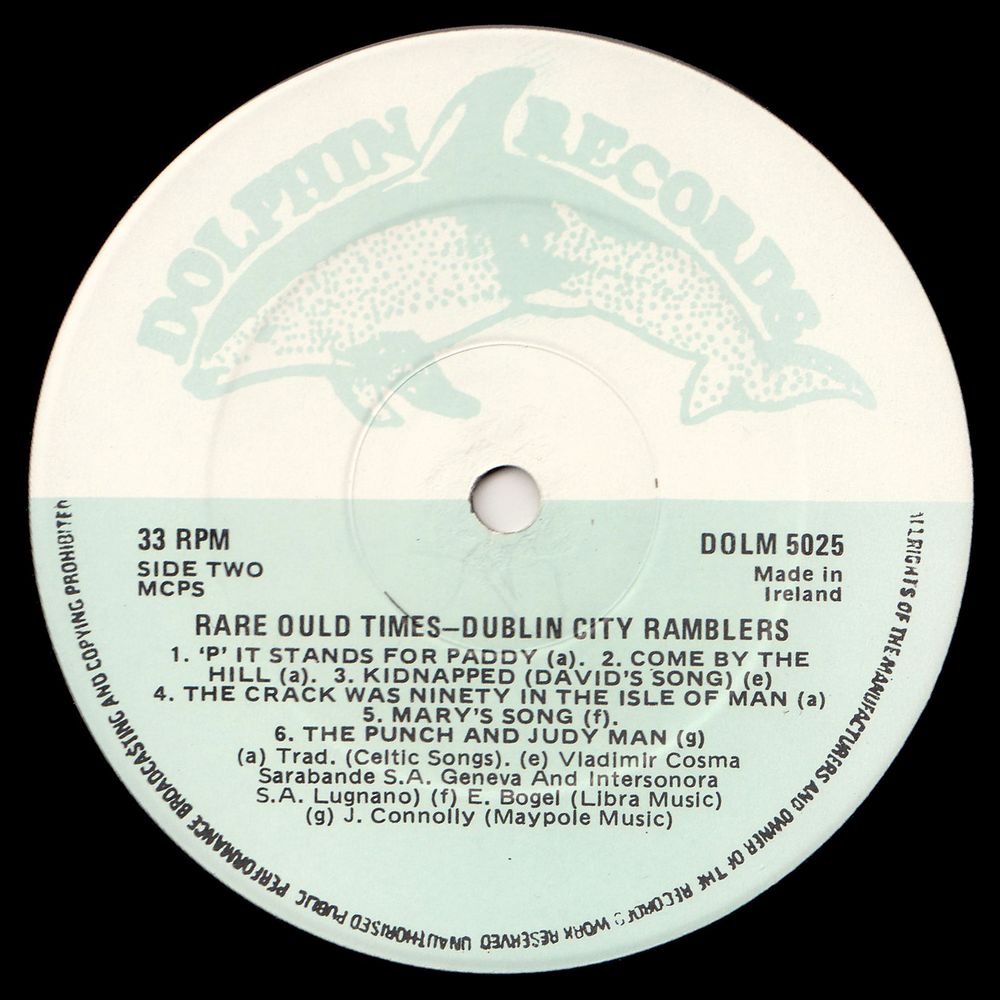 DOLPHIN RECORDS
33 RPM
SIDE TWO
MCPS
DOLM 5025
Made in
Ireland
RARE OULD TIMES–DUBLIN CITY RAMBLERS
1. ‘P’ IT STANDS FOR PADDY (a). 2. COME BY THE
HILL (a). 3. KIDNAPPED (DAVID'S SONG) (e)
4. THE CRACK WAS NINETY IN THE ISLE OF MAN (a)
5. MARY'S SONG (f).
6. THE PUNCH AND JUDY MAN (g)
(a) Trad. (Celtic Songs). (e) Vladimir Cosma
Sarabande S.A. Geneva And Intersonora
S.A. Lugnano) (f) E. Bogel (Libra Music)
(g) J. Connolly (Maypole Music)
ALL RIGHTS OF THE MANUFACTURERS AND OWNER OF THE RECORDED WORK RESERVED UNAUTHORISED PUBLIC PERFORMANCE BROADCASTING AND COPYING PROHIBITED